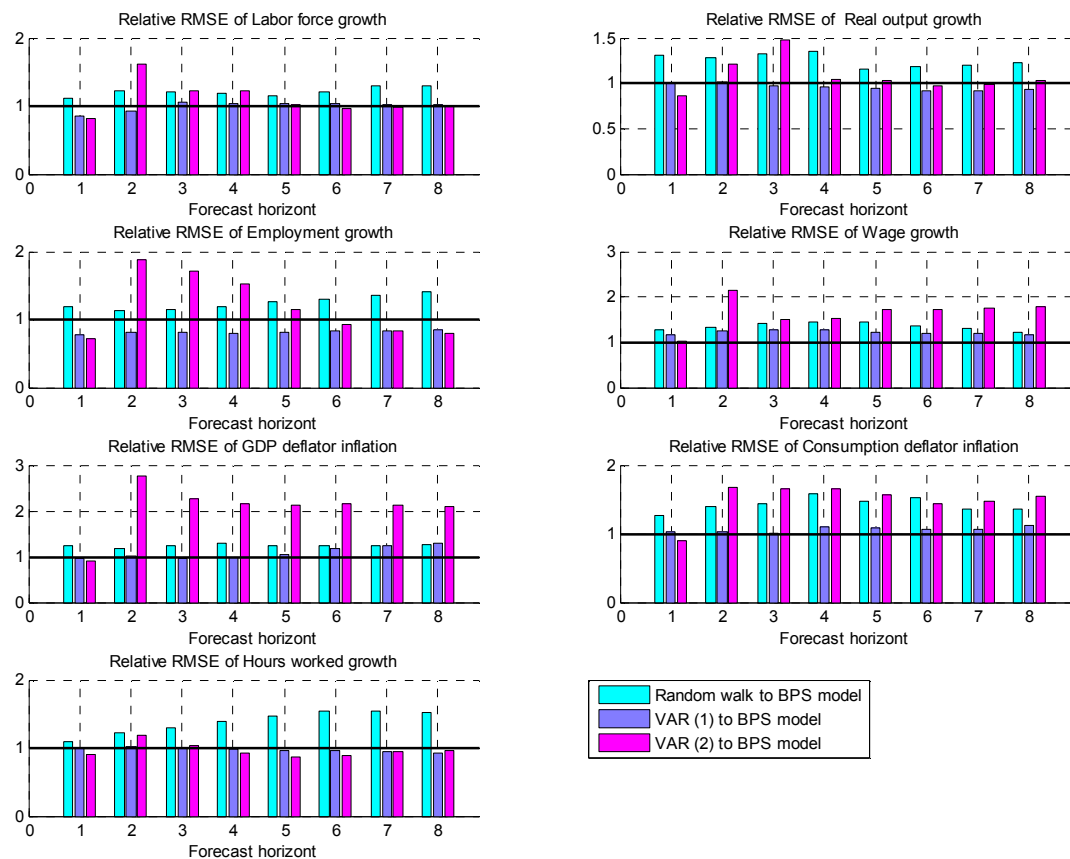 Relative RMSE of Labor force growth
2
1
0
0 1 2 3 4 5 6 7 8
Forecast horizont
Relative RMSE of  Real output growth
1.5
1
0.5
0
0 1 2 3 4 5 6 7 8
Forecast horizont
Relative RMSE of Employment growth
2
1
0
0 1 2 3 4 5 6 7 8
Forecast horizont
Relative RMSE of Wage growth
3
2
1
0
0 1 2 3 4 5 6 7 8
Forecast horizont
Relative RMSE of GDP deflator inflation
3
2
1
0
0 1 2 3 4 5 6 7 8
Forecast horizont
Relative RMSE of Consumption deflator inflation
2
1
0
0 1 2 3 4 5 6 7 8
Forecast horizont
Relative RMSE of Hours worked growth
2
1
0
0 1 2 3 4 5 6 7 8
Forecast horizont
Random walk to BPS model
VAR (1) to BPS model
VAR (2) to BPS model